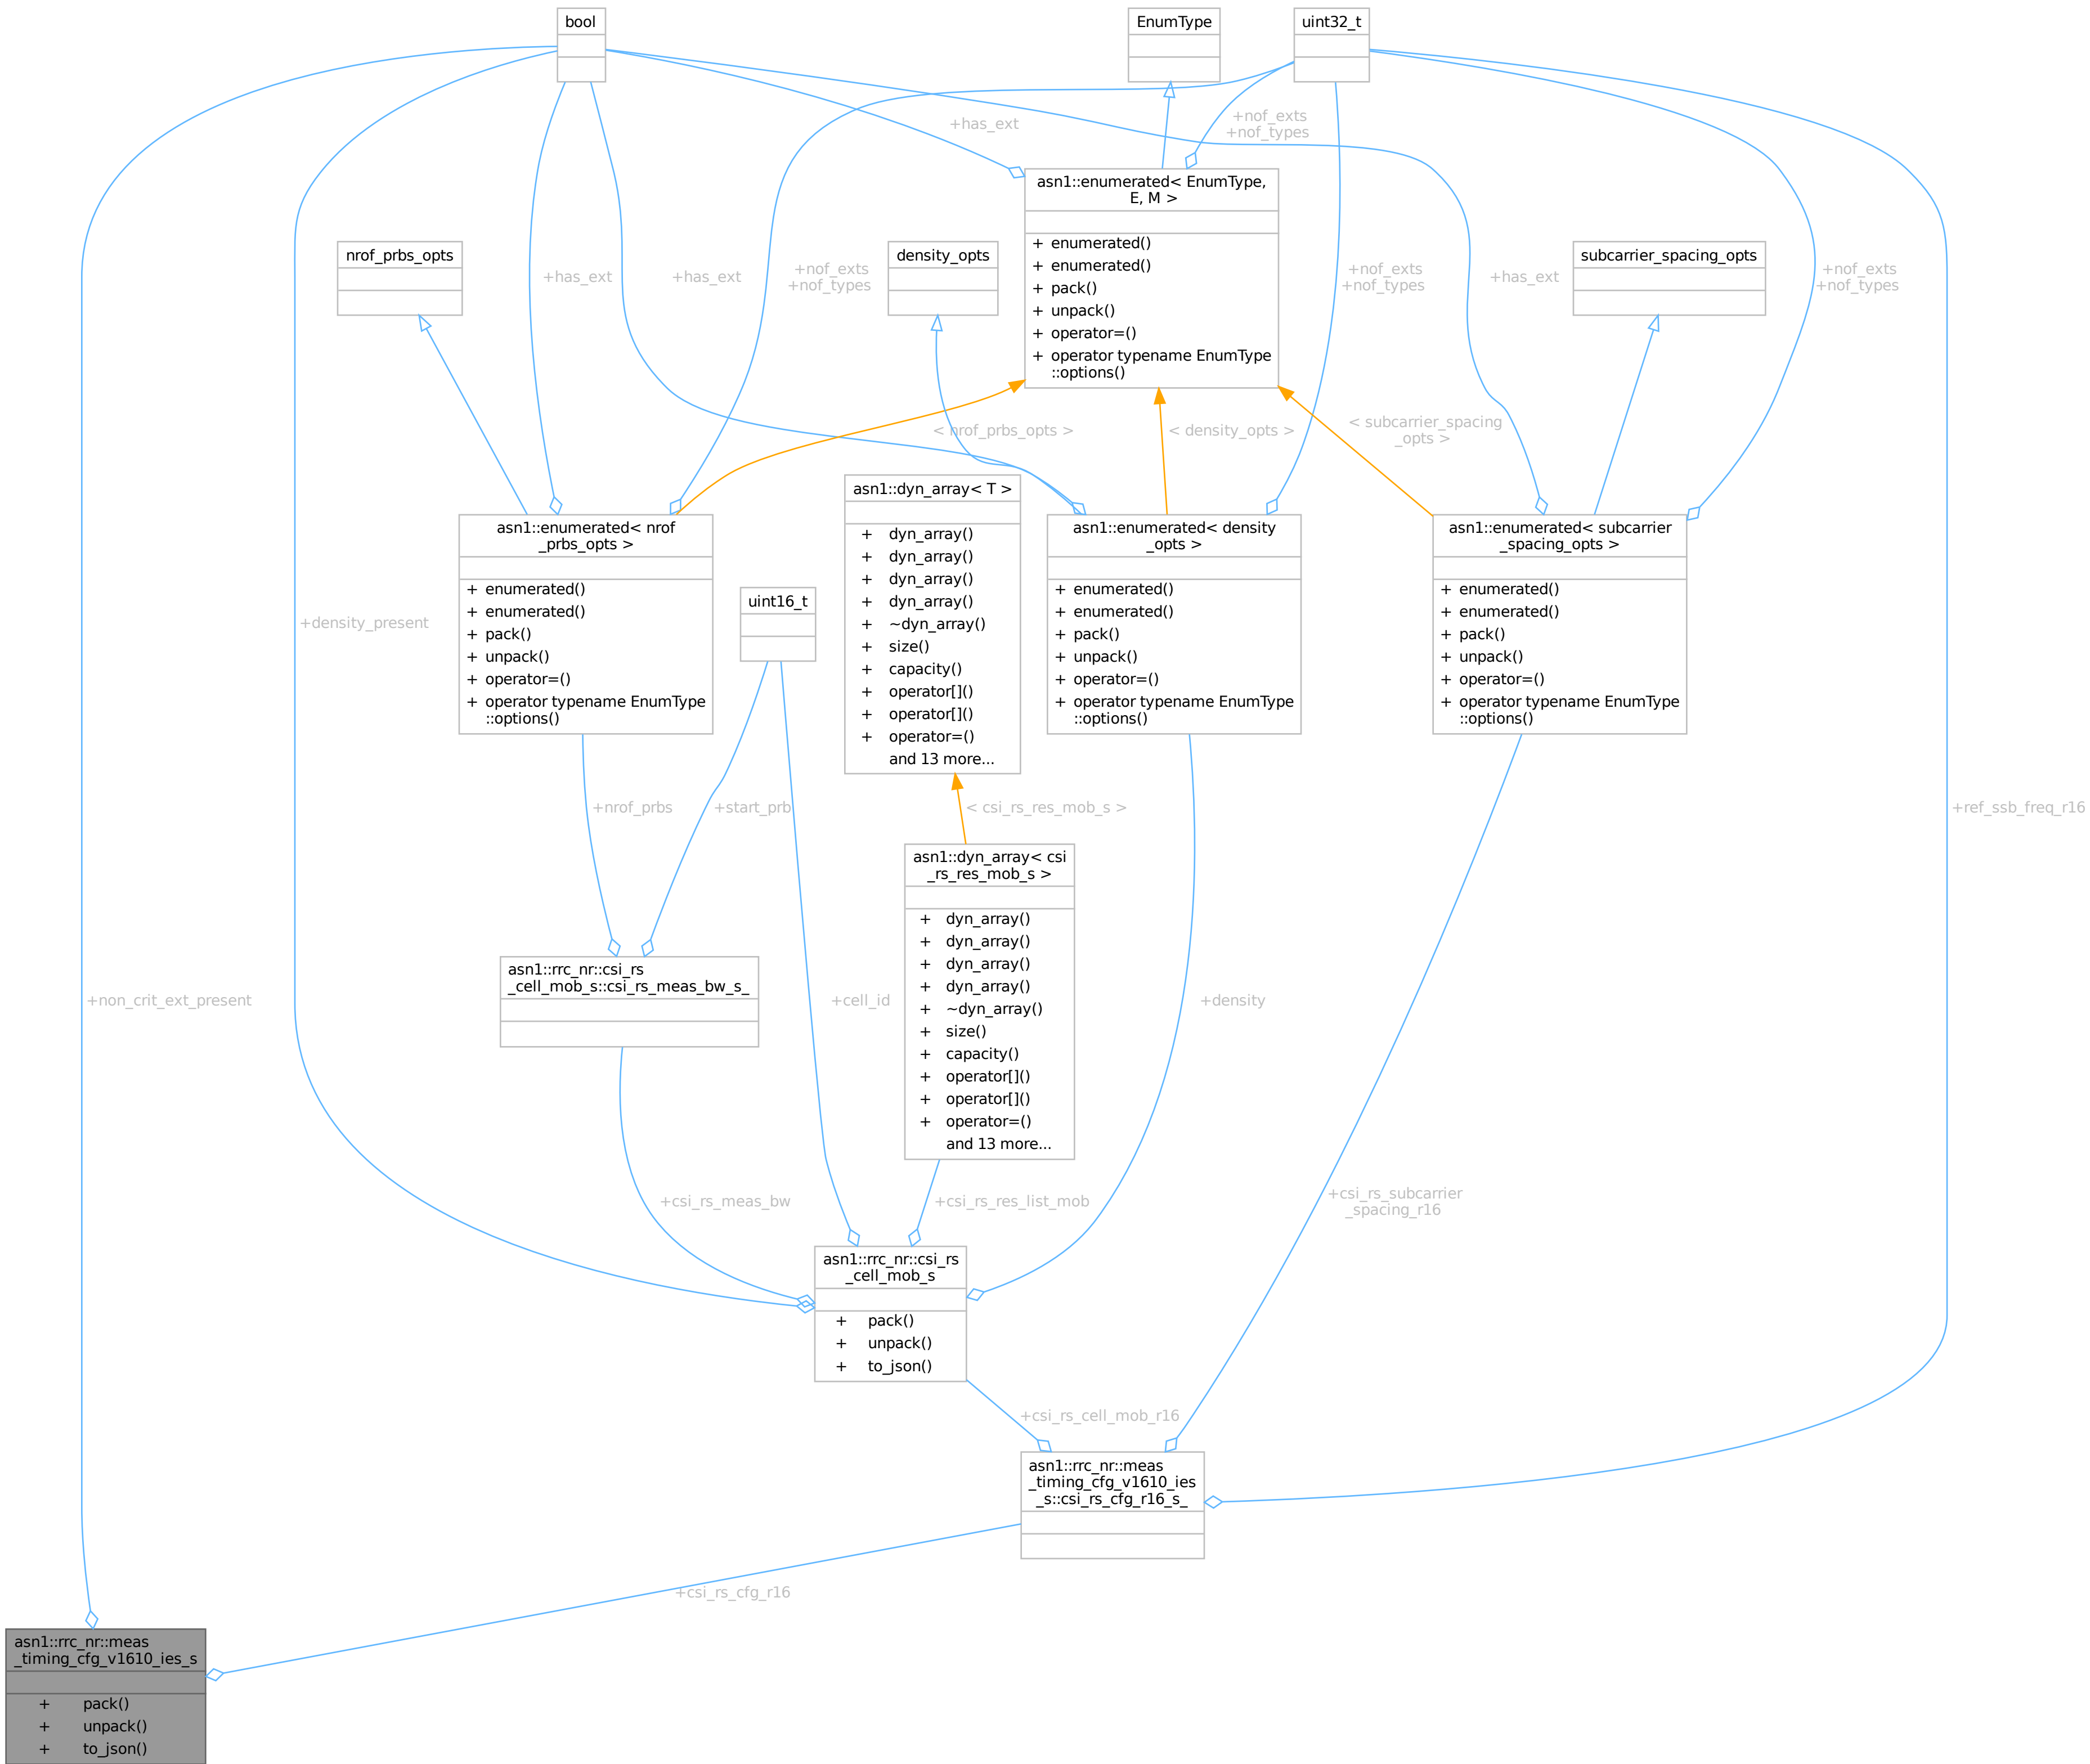 bool
EnumType
uint32_t
+has_ext
+nof_exts
+nof_types
asn1::enumerated< EnumType,
E, M >
+ enumerated()
+ enumerated()
+ pack()
+ unpack()
+ operator=()
+ operator typename EnumType
::options()
nrof_prbs_opts
density_opts
subcarrier_spacing_opts
+has_ext
+has_ext
+nof_exts
+nof_types
+nof_exts
+nof_types
+has_ext
+nof_exts
+nof_types
< nrof_prbs_opts >
< density_opts >
< subcarrier_spacing
_opts >
asn1::enumerated< nrof
_prbs_opts >
+ enumerated()
+ enumerated()
+ pack()
+ unpack()
+ operator=()
+ operator typename EnumType
::options()
asn1::dyn_array< T >
+ dyn_array()
+ dyn_array()
+ dyn_array()
+ dyn_array()
+ ~dyn_array()
+ size()
+ capacity()
+ operator[]()
+ operator[]()
+ operator=()
and 13 more...
asn1::enumerated< density
_opts >
+ enumerated()
+ enumerated()
+ pack()
+ unpack()
+ operator=()
+ operator typename EnumType
::options()
asn1::enumerated< subcarrier
_spacing_opts >
+ enumerated()
+ enumerated()
+ pack()
+ unpack()
+ operator=()
+ operator typename EnumType
::options()
uint16_t
+density_present
+nrof_prbs
+start_prb
< csi_rs_res_mob_s >
+ref_ssb_freq_r16
asn1::dyn_array< csi
_rs_res_mob_s >
+ dyn_array()
+ dyn_array()
+ dyn_array()
+ dyn_array()
+ ~dyn_array()
+ size()
+ capacity()
+ operator[]()
+ operator[]()
+ operator=()
and 13 more...
asn1::rrc_nr::csi_rs
_cell_mob_s::csi_rs_meas_bw_s_
+non_crit_ext_present
+cell_id
+density
+csi_rs_meas_bw
+csi_rs_res_list_mob
+csi_rs_subcarrier
_spacing_r16
asn1::rrc_nr::csi_rs
_cell_mob_s
+ pack()
+ unpack()
+ to_json()
+csi_rs_cell_mob_r16
asn1::rrc_nr::meas
_timing_cfg_v1610_ies
_s::csi_rs_cfg_r16_s_
+csi_rs_cfg_r16
asn1::rrc_nr::meas
_timing_cfg_v1610_ies_s
+ pack()
+ unpack()
+ to_json()